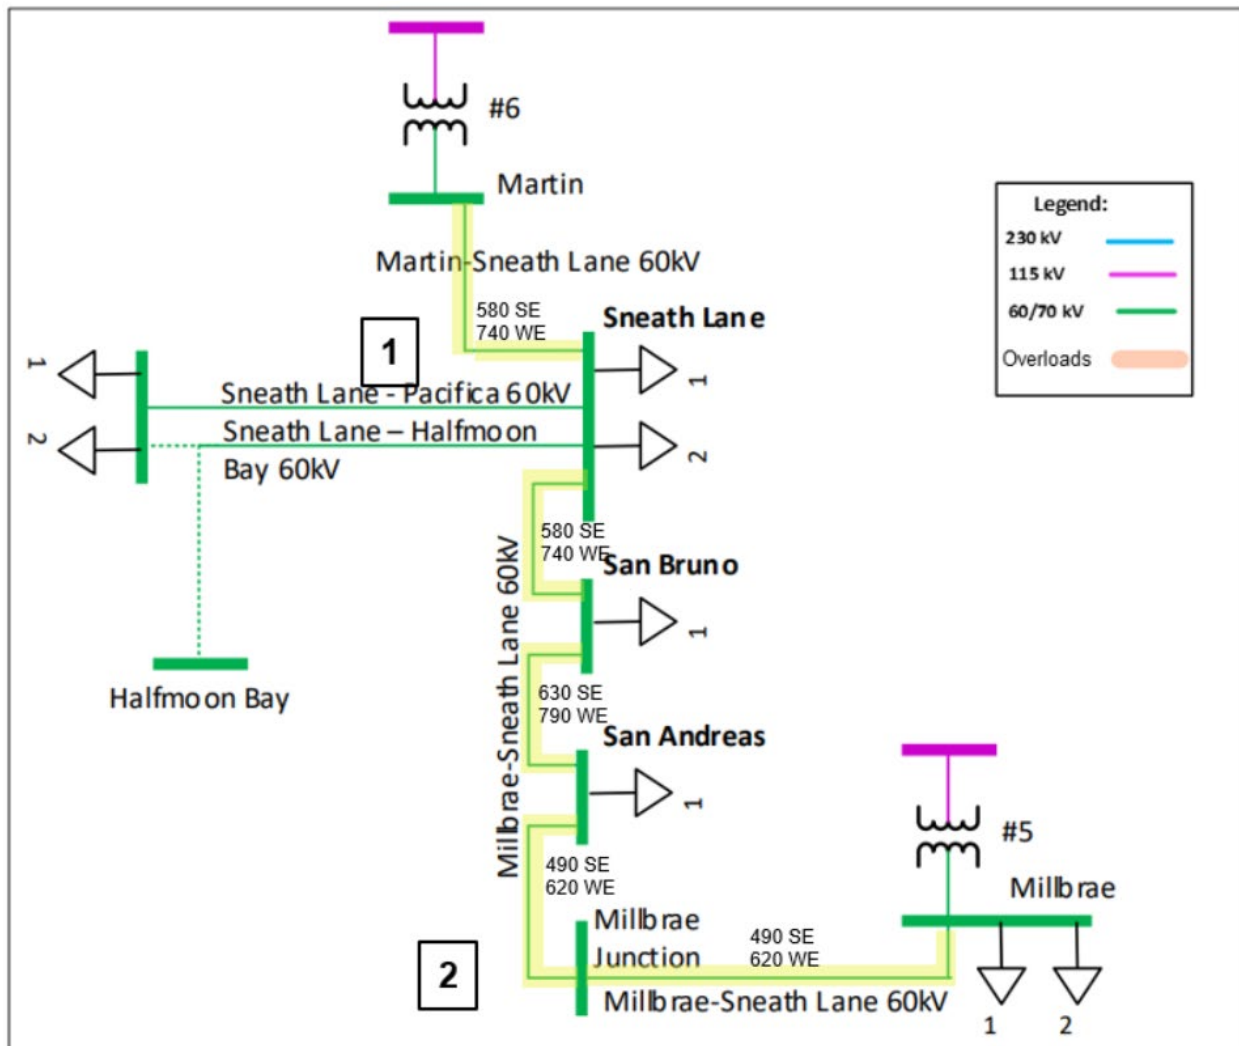 #6
Martin
Martin-Sneath Lane 60kV
580 SE
740 WE
Legend:
230 kV
115 kV
60/70 kV
Overloads
1
Sneath Lane
1
2
1
2
Sneath Lane - Pacifica 60kV
Sneath Lane – Halfmoon
Bay 60kV
580 SE
740 WE
San Bruno
1
Millbrae-Sneath Lane 60kV
Halfmoon Bay
630 SE
790 WE
San Andreas
1
490 SE
620 WE
#5
Millbrae
Millbrae
Junction
490 SE
620 WE
2
Millbrae-Sneath Lane 60kV
1
2